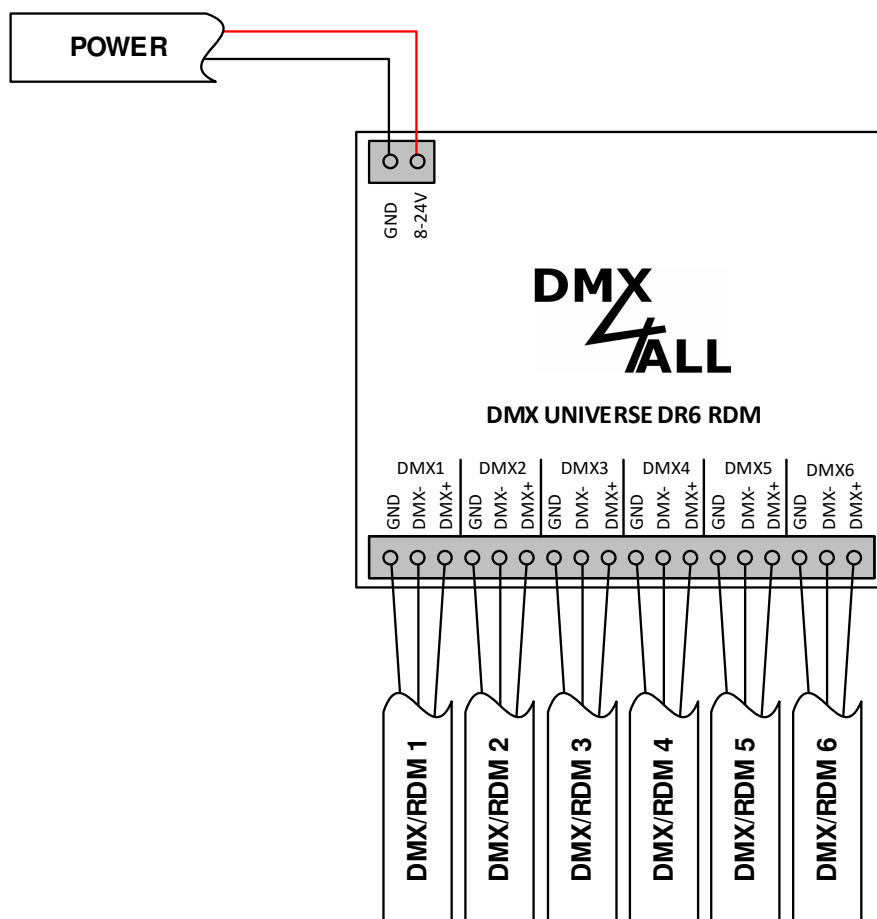 POWER
GND
8-24V
DMX
4
ALL
DMX UNIVERSE DR6 RDM
DMX1 DMX2 DMX3 DMX4 DMX5 DMX6
GND DMX- DMX+ GND DMX- DMX+ GND DMX- DMX+ GND DMX- DMX+ GND DMX- DMX+ GND DMX- DMX+
DMX/RDM 1
DMX/RDM 2
DMX/RDM 3
DMX/RDM 4
DMX/RDM 5
DMX/RDM 6